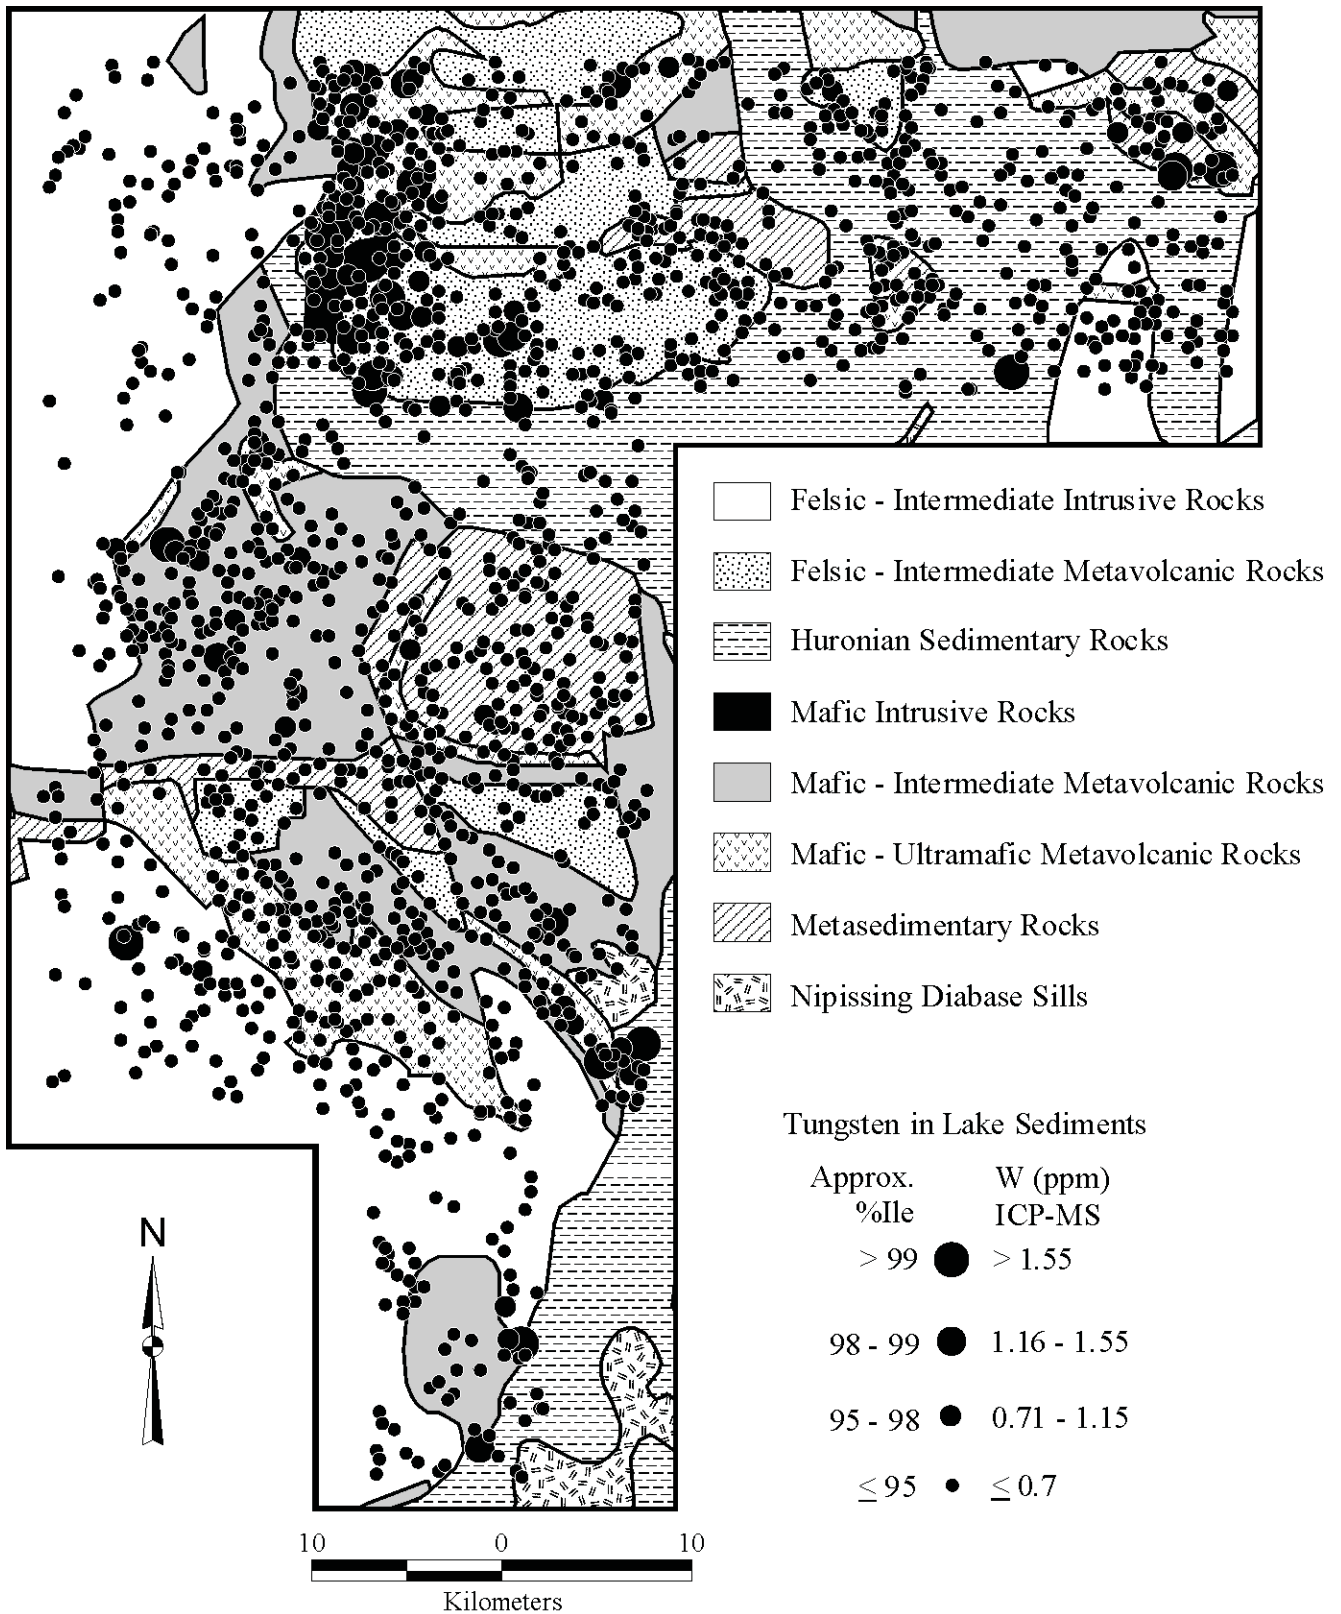 Felsic - Intermediate Intrusive Rocks
Felsic - Intermediate Metavolcanic Rocks
Huronian Sedimentary Rocks
Mafic Intrusive Rocks
Mafic - Intermediate Metavolcanic Rocks
Mafic - Ultramafic Metavolcanic Rocks
Metasedimentary Rocks
Nipissing Diabase Sills
Tungsten in Lake Sediments
Approx. W (ppm)
%Ile ICP-MS
> 99 > 1.55
98 - 99 1.16 - 1.55
95 - 98 0.71 - 1.15
≤ 95 ≤ 0.7
N
10 0 10
Kilometers